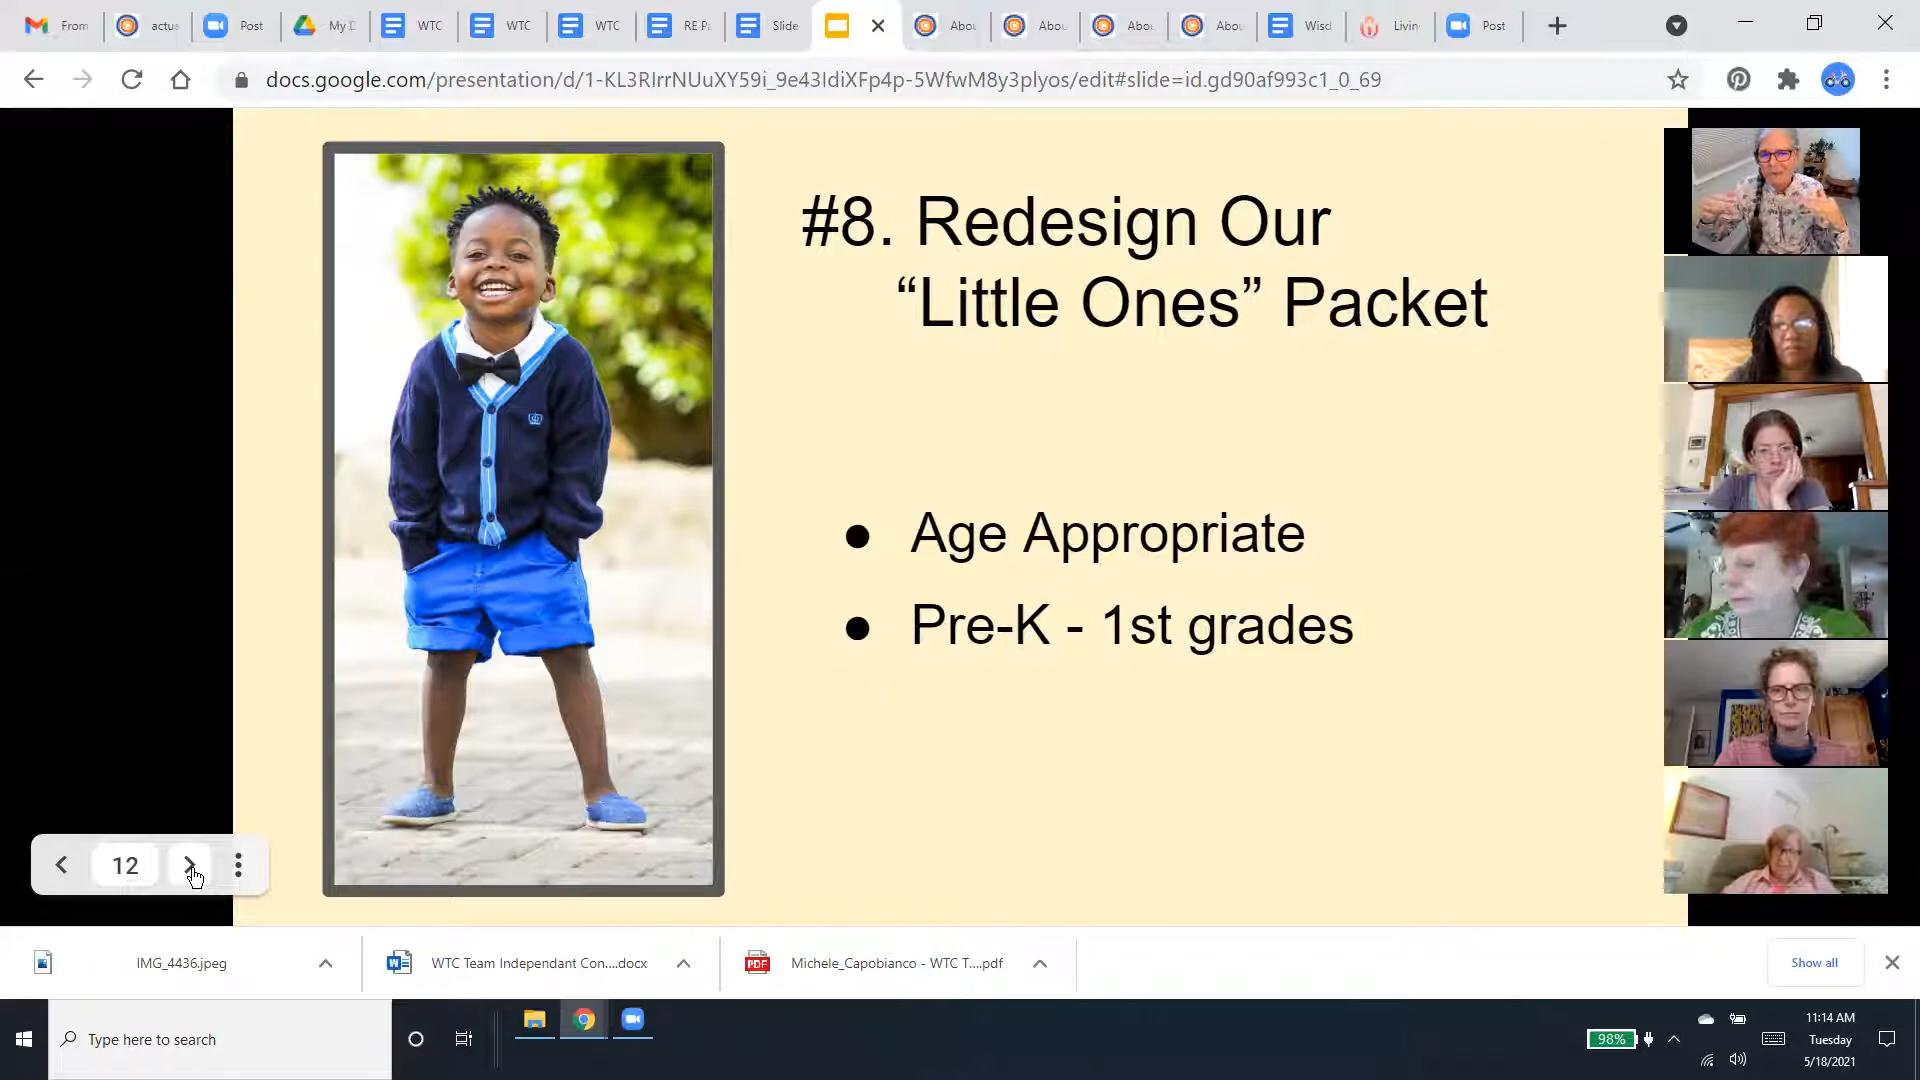 From
actua
Post
My D
WTC
WTC
WTC
RE P
Slide
Abou
Abou
Abou
Abou
Wisd
Livin
Post
docs.google.com/presentation/d/1-KL3RIrrNUuXY59i_9e43IdiXFp4p-5WfwM8y3plyos/edit#slide=id.gd90af993c1_0_69
#8. Redesign Our
“Little Ones” Packet
● Age Appropriate
● Pre-K - 1st grades
12
IMG_4436.jpeg
WTC Team Independant Con....docx
PDF
Michele_Capobianco - WTC T....pdf
Show all
Type here to search
98%
11:14 AM
Tuesday
5/18/2021